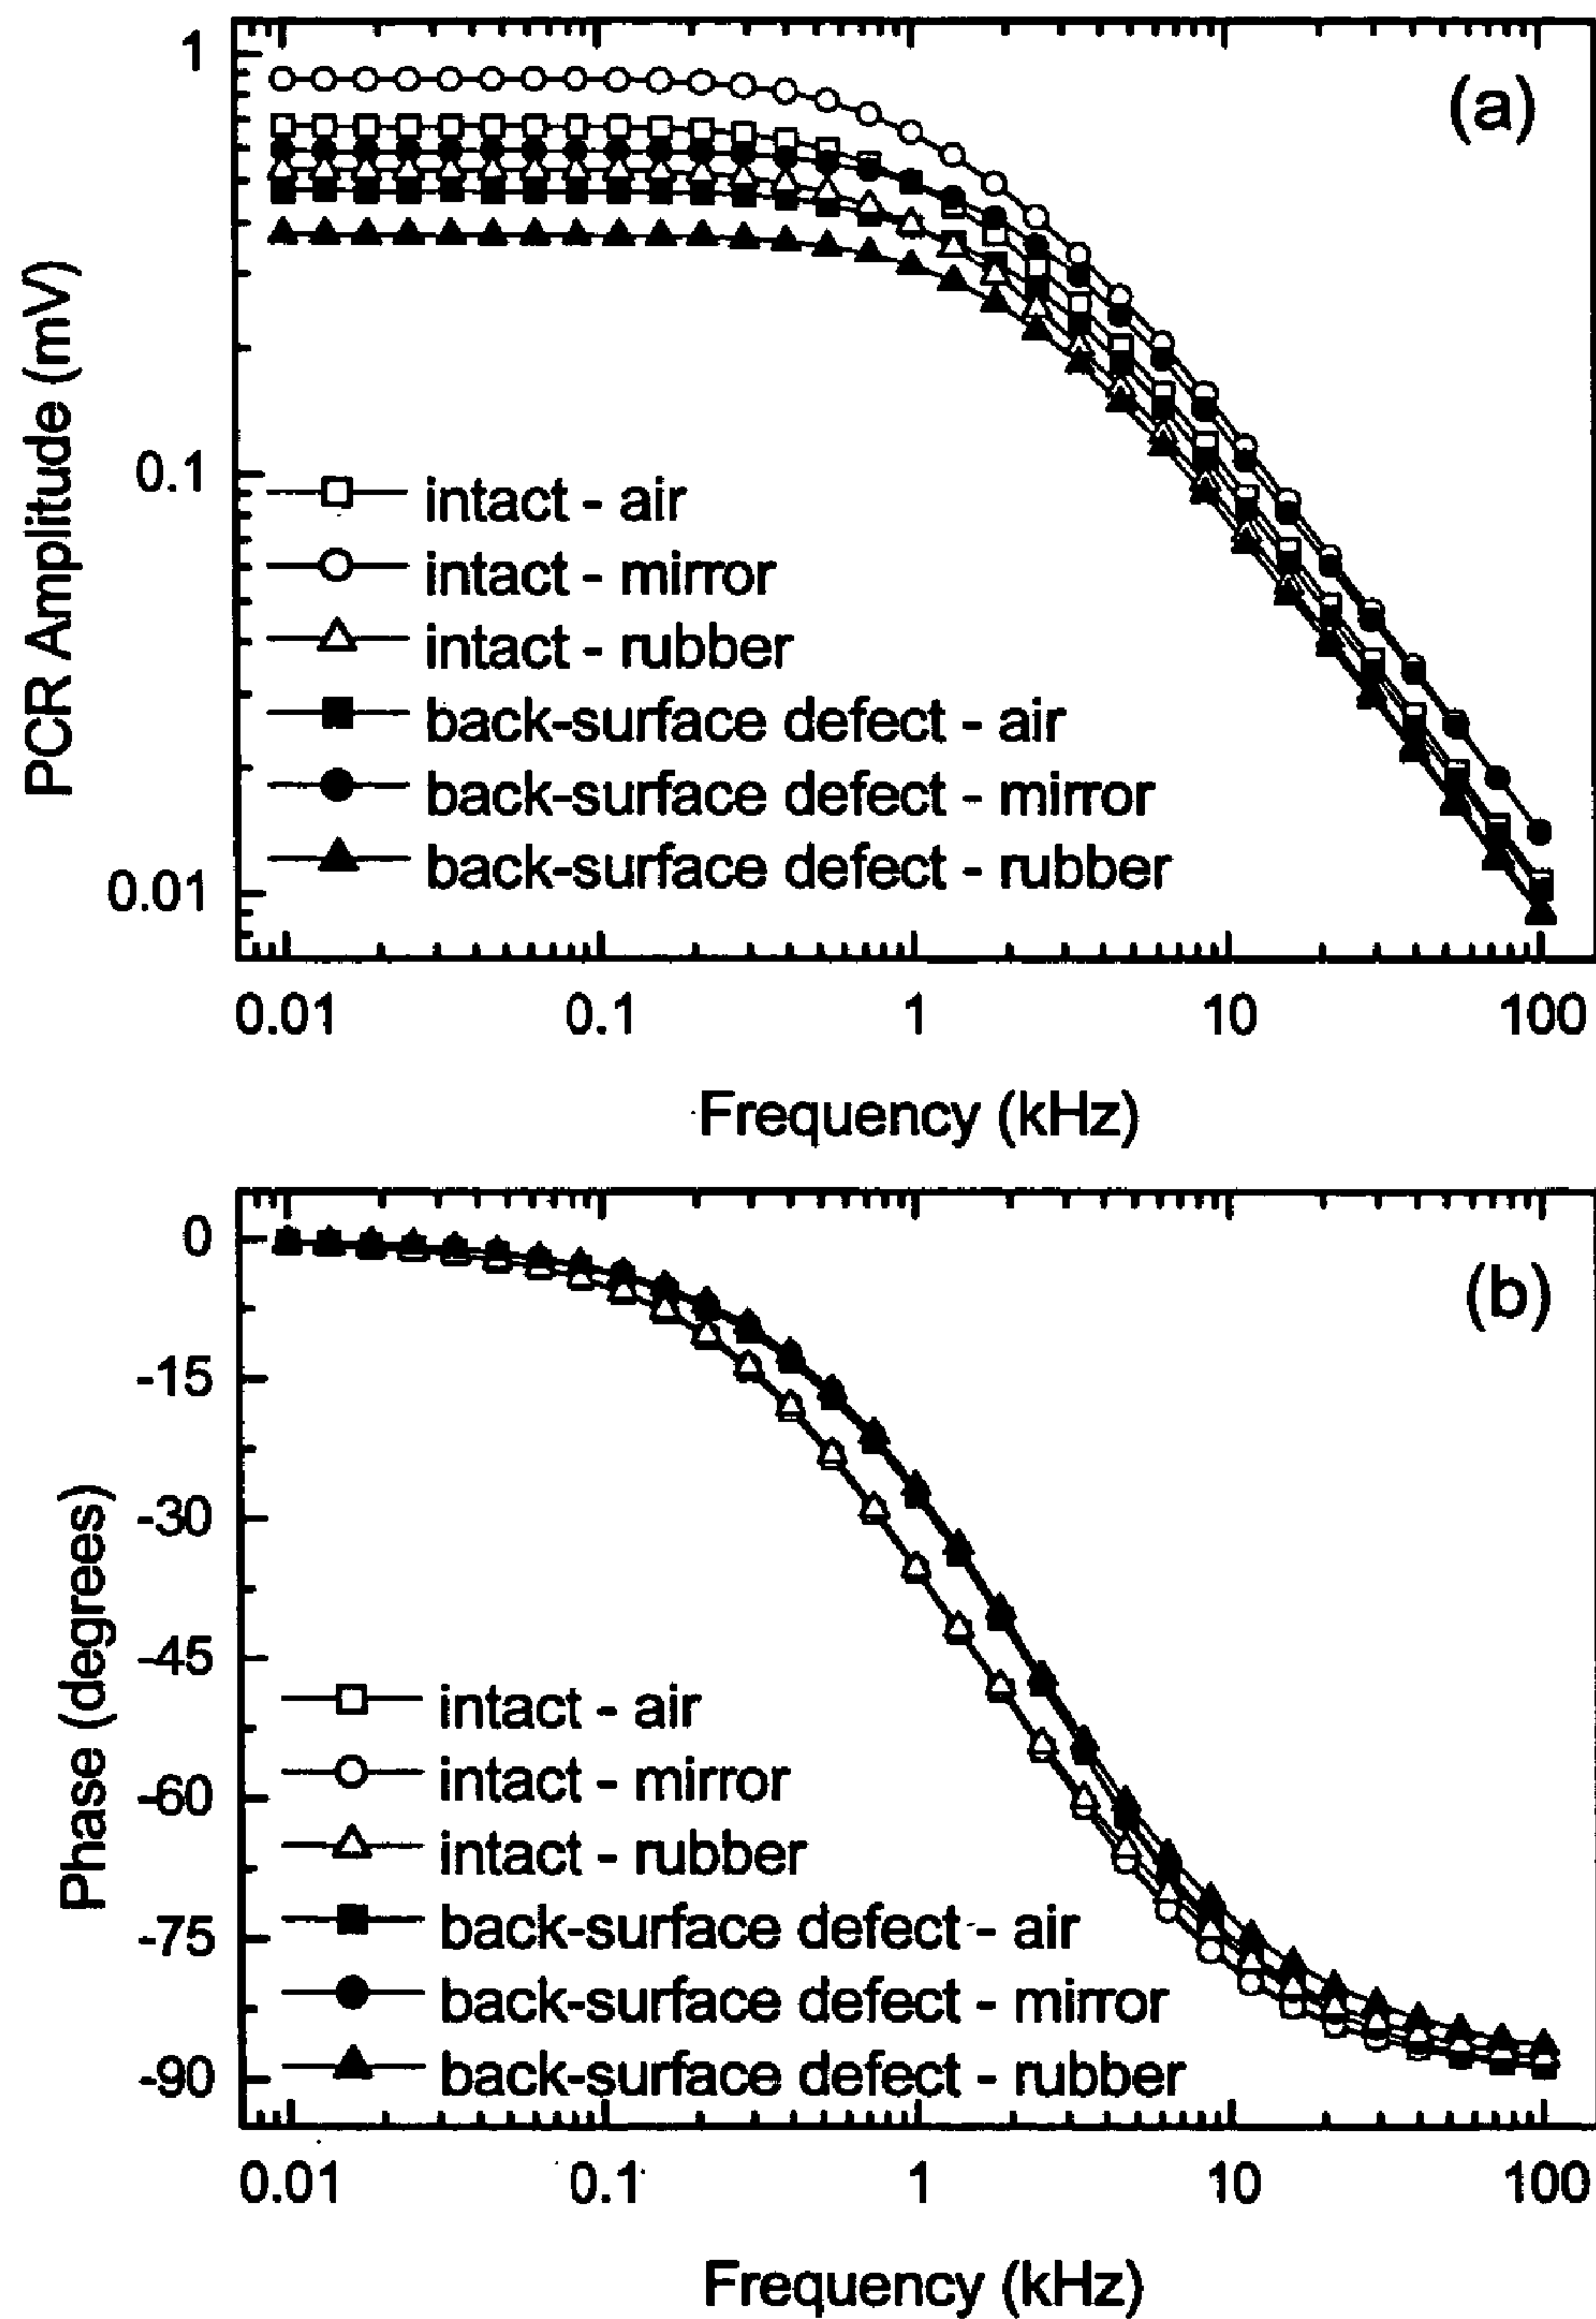 (a)
1
0.1
0.01
PCR Amplitude (mV)
intact - air
intact - mirror
intact - rubber
back-surface defect - air
back-surface defect - mirror
back-surface defect - rubber
0.01 0.1 1 10 100
Frequency (kHz)
(b)
0
-15
-30
-45
-60
-75
-90
Phase (degrees)
intact - air
intact - mirror
intact - rubber
back-surface defect - air
back-surface defect - mirror
back-surface defect - rubber
0.01 0.1 1 10 100
Frequency (kHz)